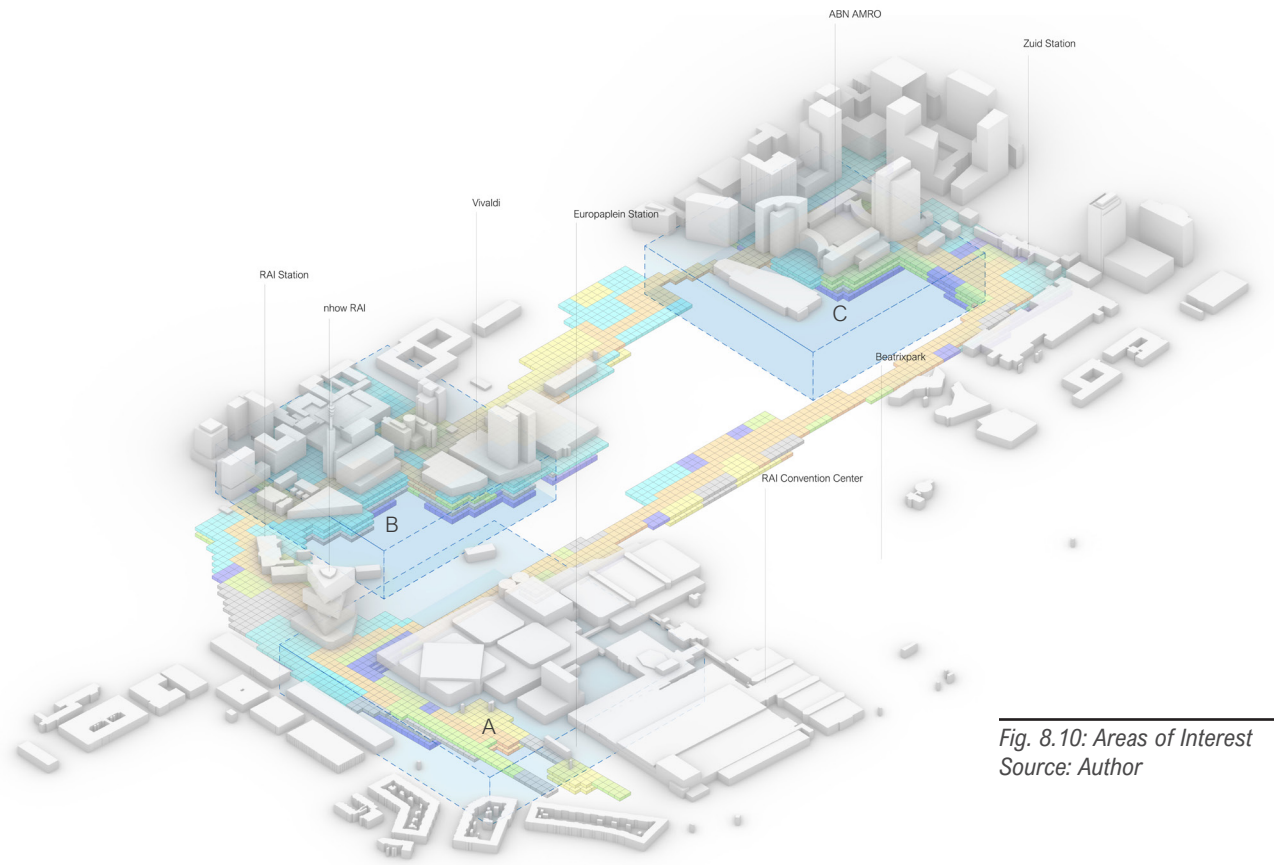 ABN AMRO
Zuid Station
Vivaldi
Europaplein Station
RAI Station
nhow RAI
C
Beatrixpark
RAI Convention Center
B
A
Fig. 8.10: Areas of Interest
Source: Author